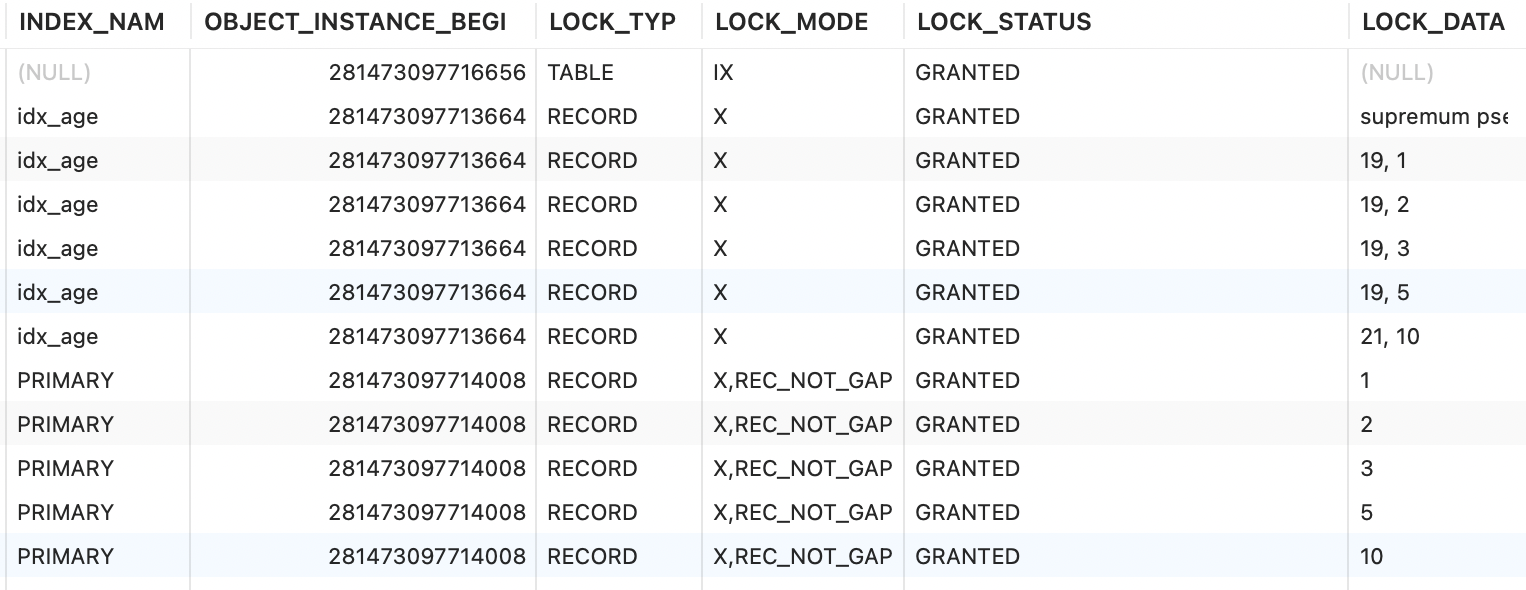 INDEX_NAM OBJECT_INSTANCE_BEGI LOCK_TYP LOCK_MODE LOCK_STATUS LOCK_DATA
(NULL) 281473097716656 TABLE IX GRANTED (NULL)
idx_age 281473097713664 RECORD X GRANTED supremum pse
idx_age 281473097713664 RECORD X GRANTED 19, 1
idx_age 281473097713664 RECORD X GRANTED 19, 2
idx_age 281473097713664 RECORD X GRANTED 19, 3
idx_age 281473097713664 RECORD X GRANTED 19, 5
idx_age 281473097713664 RECORD X GRANTED 21, 10
PRIMARY 281473097714008 RECORD X,REC_NOT_GAP GRANTED 1
PRIMARY 281473097714008 RECORD X,REC_NOT_GAP GRANTED 2
PRIMARY 281473097714008 RECORD X,REC_NOT_GAP GRANTED 3
PRIMARY 281473097714008 RECORD X,REC_NOT_GAP GRANTED 5
PRIMARY 281473097714008 RECORD X,REC_NOT_GAP GRANTED 10